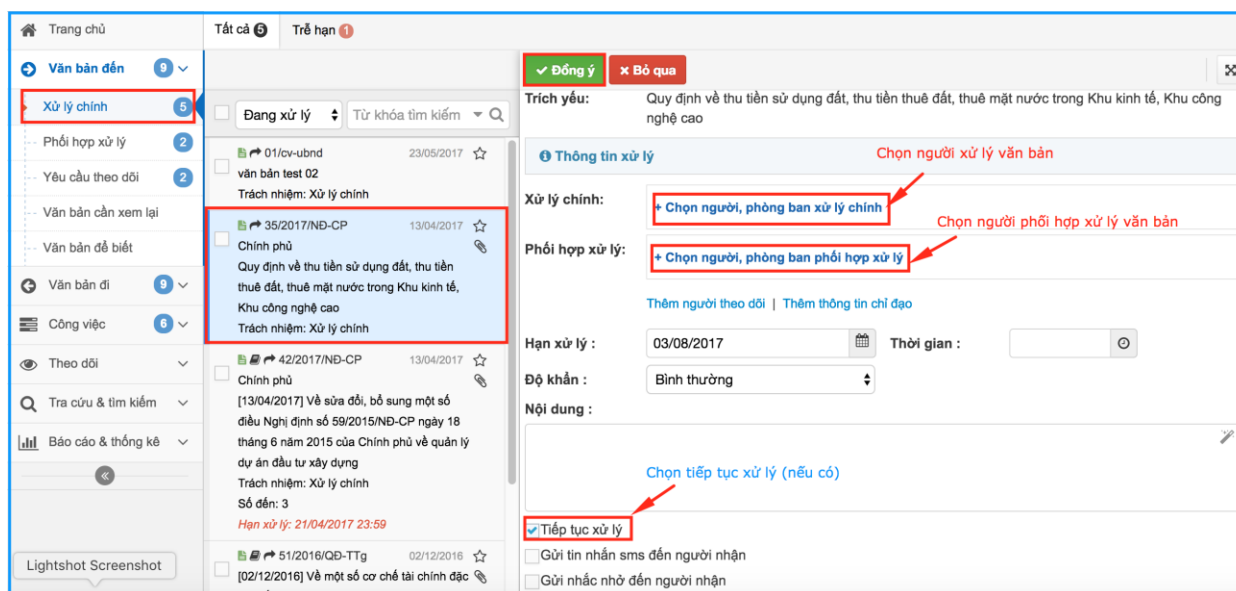 Trang chủ
Văn bản đến 9
Xử lý chính 5
Phối hợp xử lý 2
Yêu cầu theo dõi 2
Văn bản cần xem lại
Văn bản để biết
Văn bản đi 9
Công việc 6
Theo dõi
Tra cứu & tìm kiếm
Báo cáo & thống kê
Lightshot Screenshot
Tất cả 5 Trễ hạn 1
Đang xử lý Từ khóa tìm kiếm
01/cv-ubnd 23/05/2017
văn bản test 02
Trách nhiệm: Xử lý chính
35/2017/NĐ-CP 13/04/2017
Chính phủ
Quy định về thu tiền sử dụng đất, thu tiền
thuê đất, thuê mặt nước trong Khu kinh tế,
Khu công nghệ cao
Trách nhiệm: Xử lý chính
42/2017/NĐ-CP 13/04/2017
Chính phủ
[13/04/2017] Về sửa đổi, bổ sung một số
điều Nghị định số 59/2015/NĐ-CP ngày 18
tháng 6 năm 2015 của Chính phủ về quản lý
dự án đầu tư xây dựng
Trách nhiệm: Xử lý chính
Số đến: 3
Hạn xử lý: 21/04/2017 23:59
51/2016/QĐ-TTg 02/12/2016
[02/12/2016] Về một số cơ chế tài chính đặc
Đồng ý Bỏ qua
Trích yếu: Quy định về thu tiền sử dụng đất, thu tiền thuê đất, thuê mặt nước trong Khu kinh tế, Khu công
nghệ cao
Thông tin xử lý
Chọn người xử lý văn bản
Xử lý chính: + Chọn người, phòng ban xử lý chính
Chọn người phối hợp xử lý văn bản
Phối hợp xử lý: + Chọn người, phòng ban phối hợp xử lý
Thêm người theo dõi | Thêm thông tin chỉ đạo
Hạn xử lý : 03/08/2017 Thời gian :
Độ khẩn : Bình thường
Nội dung :
Chọn tiếp tục xử lý (nếu có)
Tiếp tục xử lý
Gửi tin nhắn sms đến người nhận
Gửi nhắc nhở đến người nhận